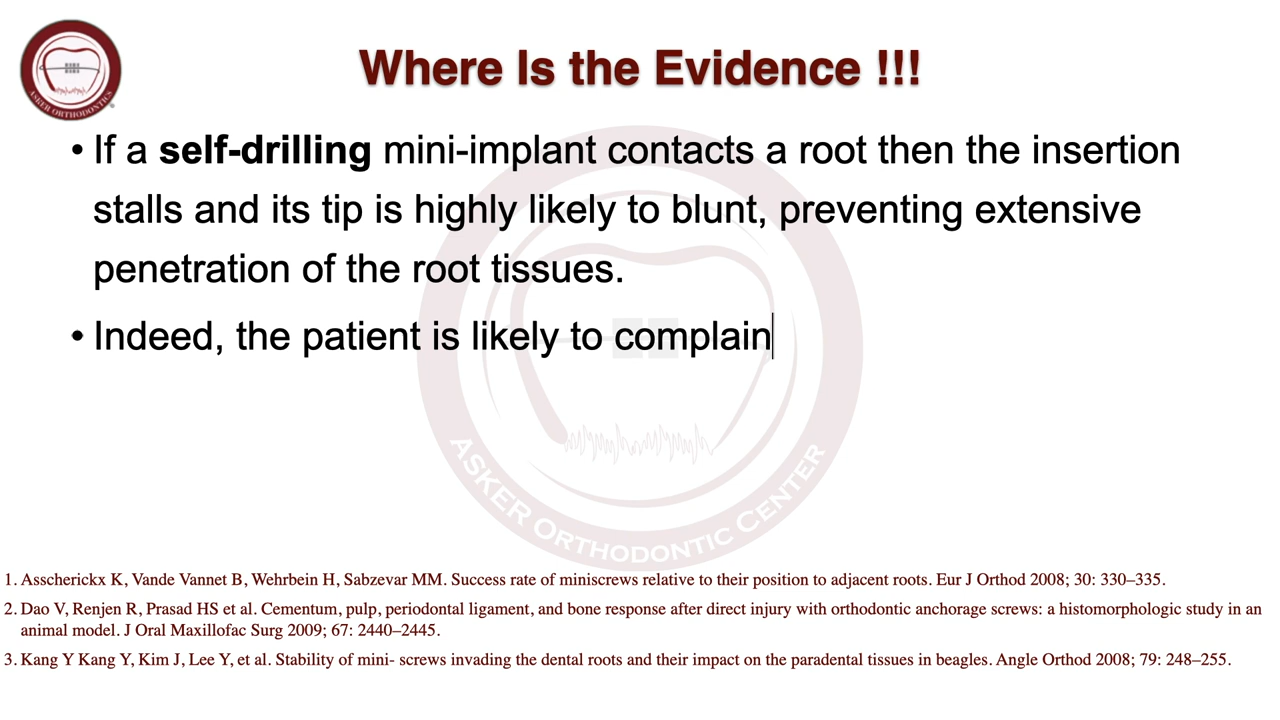 ASKER ORTHODONTICS
Where Is the Evidence !!!
• If a self-drilling mini-implant contacts a root then the insertion
stalls and its tip is highly likely to blunt, preventing extensive
penetration of the root tissues.
• Indeed, the patient is likely to complain
ASKER ORTHODONTIC CENTER
1. Asscherickx K, Vande Vannet B, Wehrbein H, Sabzevar MM. Success rate of miniscrews relative to their position to adjacent roots. Eur J Orthod 2008; 30: 330–335.
2. Dao V, Renjen R, Prasad HS et al. Cementum, pulp, periodontal ligament, and bone response after direct injury with orthodontic anchorage screws: a histomorphologic study in an
animal model. J Oral Maxillofac Surg 2009; 67: 2440–2445.
3. Kang Y Kang Y, Kim J, Lee Y, et al. Stability of mini- screws invading the dental roots and their impact on the paradental tissues in beagles. Angle Orthod 2008; 79: 248–255.